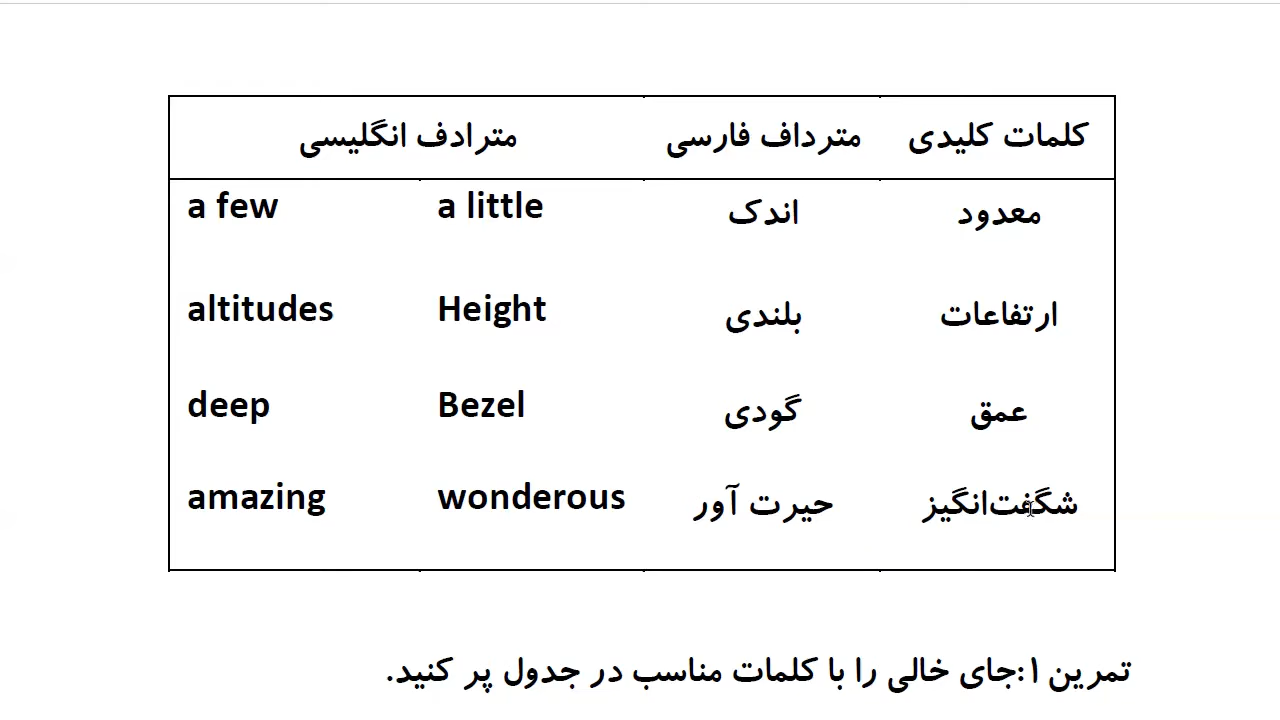 کلمات کلیدی مترداف فارسی مترادف انگلیسی
معدود اندک a little a few
ارتفاعات بلندی Height altitudes
عمق گودی Bezel deep
شگفت‌انگیز حیرت آور wonderous amazing
تمرین ۱:جای خالی را با کلمات مناسب در جدول پر کنید.